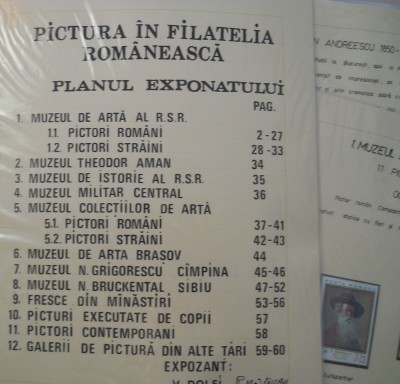 PICTURA ÎN FILATELIA
ROMÂNEASCĂ
PLANUL EXPONATULUI
PAG.
1. MUZEUL DE ARTĂ AL R.S.R.
1.1. PICTORI ROMÂNI 2-27
1.2. PICTORI STRĂINI 28-33
2. MUZEUL THEODOR AMAN 34
3. MUZEUL DE ISTORIE AL R.S.R. 35
4. MUZEUL MILITAR CENTRAL 36
5. MUZEUL COLECTIILOR DE ARTĂ
5.1. PICTORI ROMÂNI 37-41
5.2. PICTORI STRĂINI 42-43
6. MUZEUL DE ARTA BRAȘOV 44
7. MUZEUL N. GRIGORESCU CÎMPINA 45-46
8. MUZEUL N. BRUCKENTAL SIBIU 47-52
9. FRESCE DIN MÎNĂSTIRI 53-56
10. PICTURI EXECUTATE DE COPII 57
11. PICTORI CONTEMPORANI 58
12. GALERII DE PICTURĂ DIN ALTE TĂRI 59-60
EXPOZANT:
ANDREESCU 1850-
1. MUZEUL